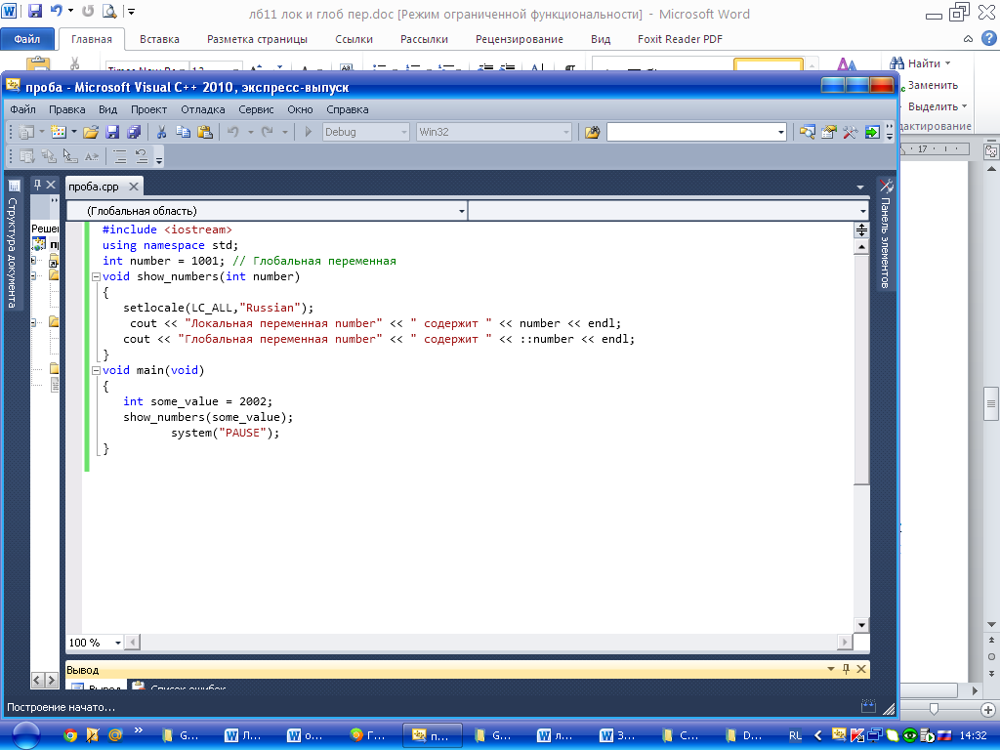 лб11 лок и глоб пер.doc [Режим ограниченной функциональности] - Microsoft Word
Файл Главная Вставка Разметка страницы Ссылки Рассылки Рецензирование Вид Foxit Reader PDF
Найти
Заменить
Выделить
дактирование
17
проба - Microsoft Visual C++ 2010, экспресс-выпуск
Файл Правка Вид Проект Отладка Сервис Окно Справка
Debug Win32
проба.cpp
Структура документа
Панель элементов
Решен
(Глобальная область)
#include <iostream>
using namespace std;
int number = 1001; // Глобальная переменная
void show_numbers(int number)
{
setlocale(LC_ALL,"Russian");
cout << "Локальная переменная number" << " содержит " << number << endl;
cout << "Глобальная переменная number" << " содержит " << ::number << endl;
}
void main(void)
{
int some_value = 2002;
show_numbers(some_value);
system("PAUSE");
}
100 %
Вывод
Вывод Список ошибок
Построение начато...
G... Л... о... Г... п... G... л... З... С... D... RL 14:32